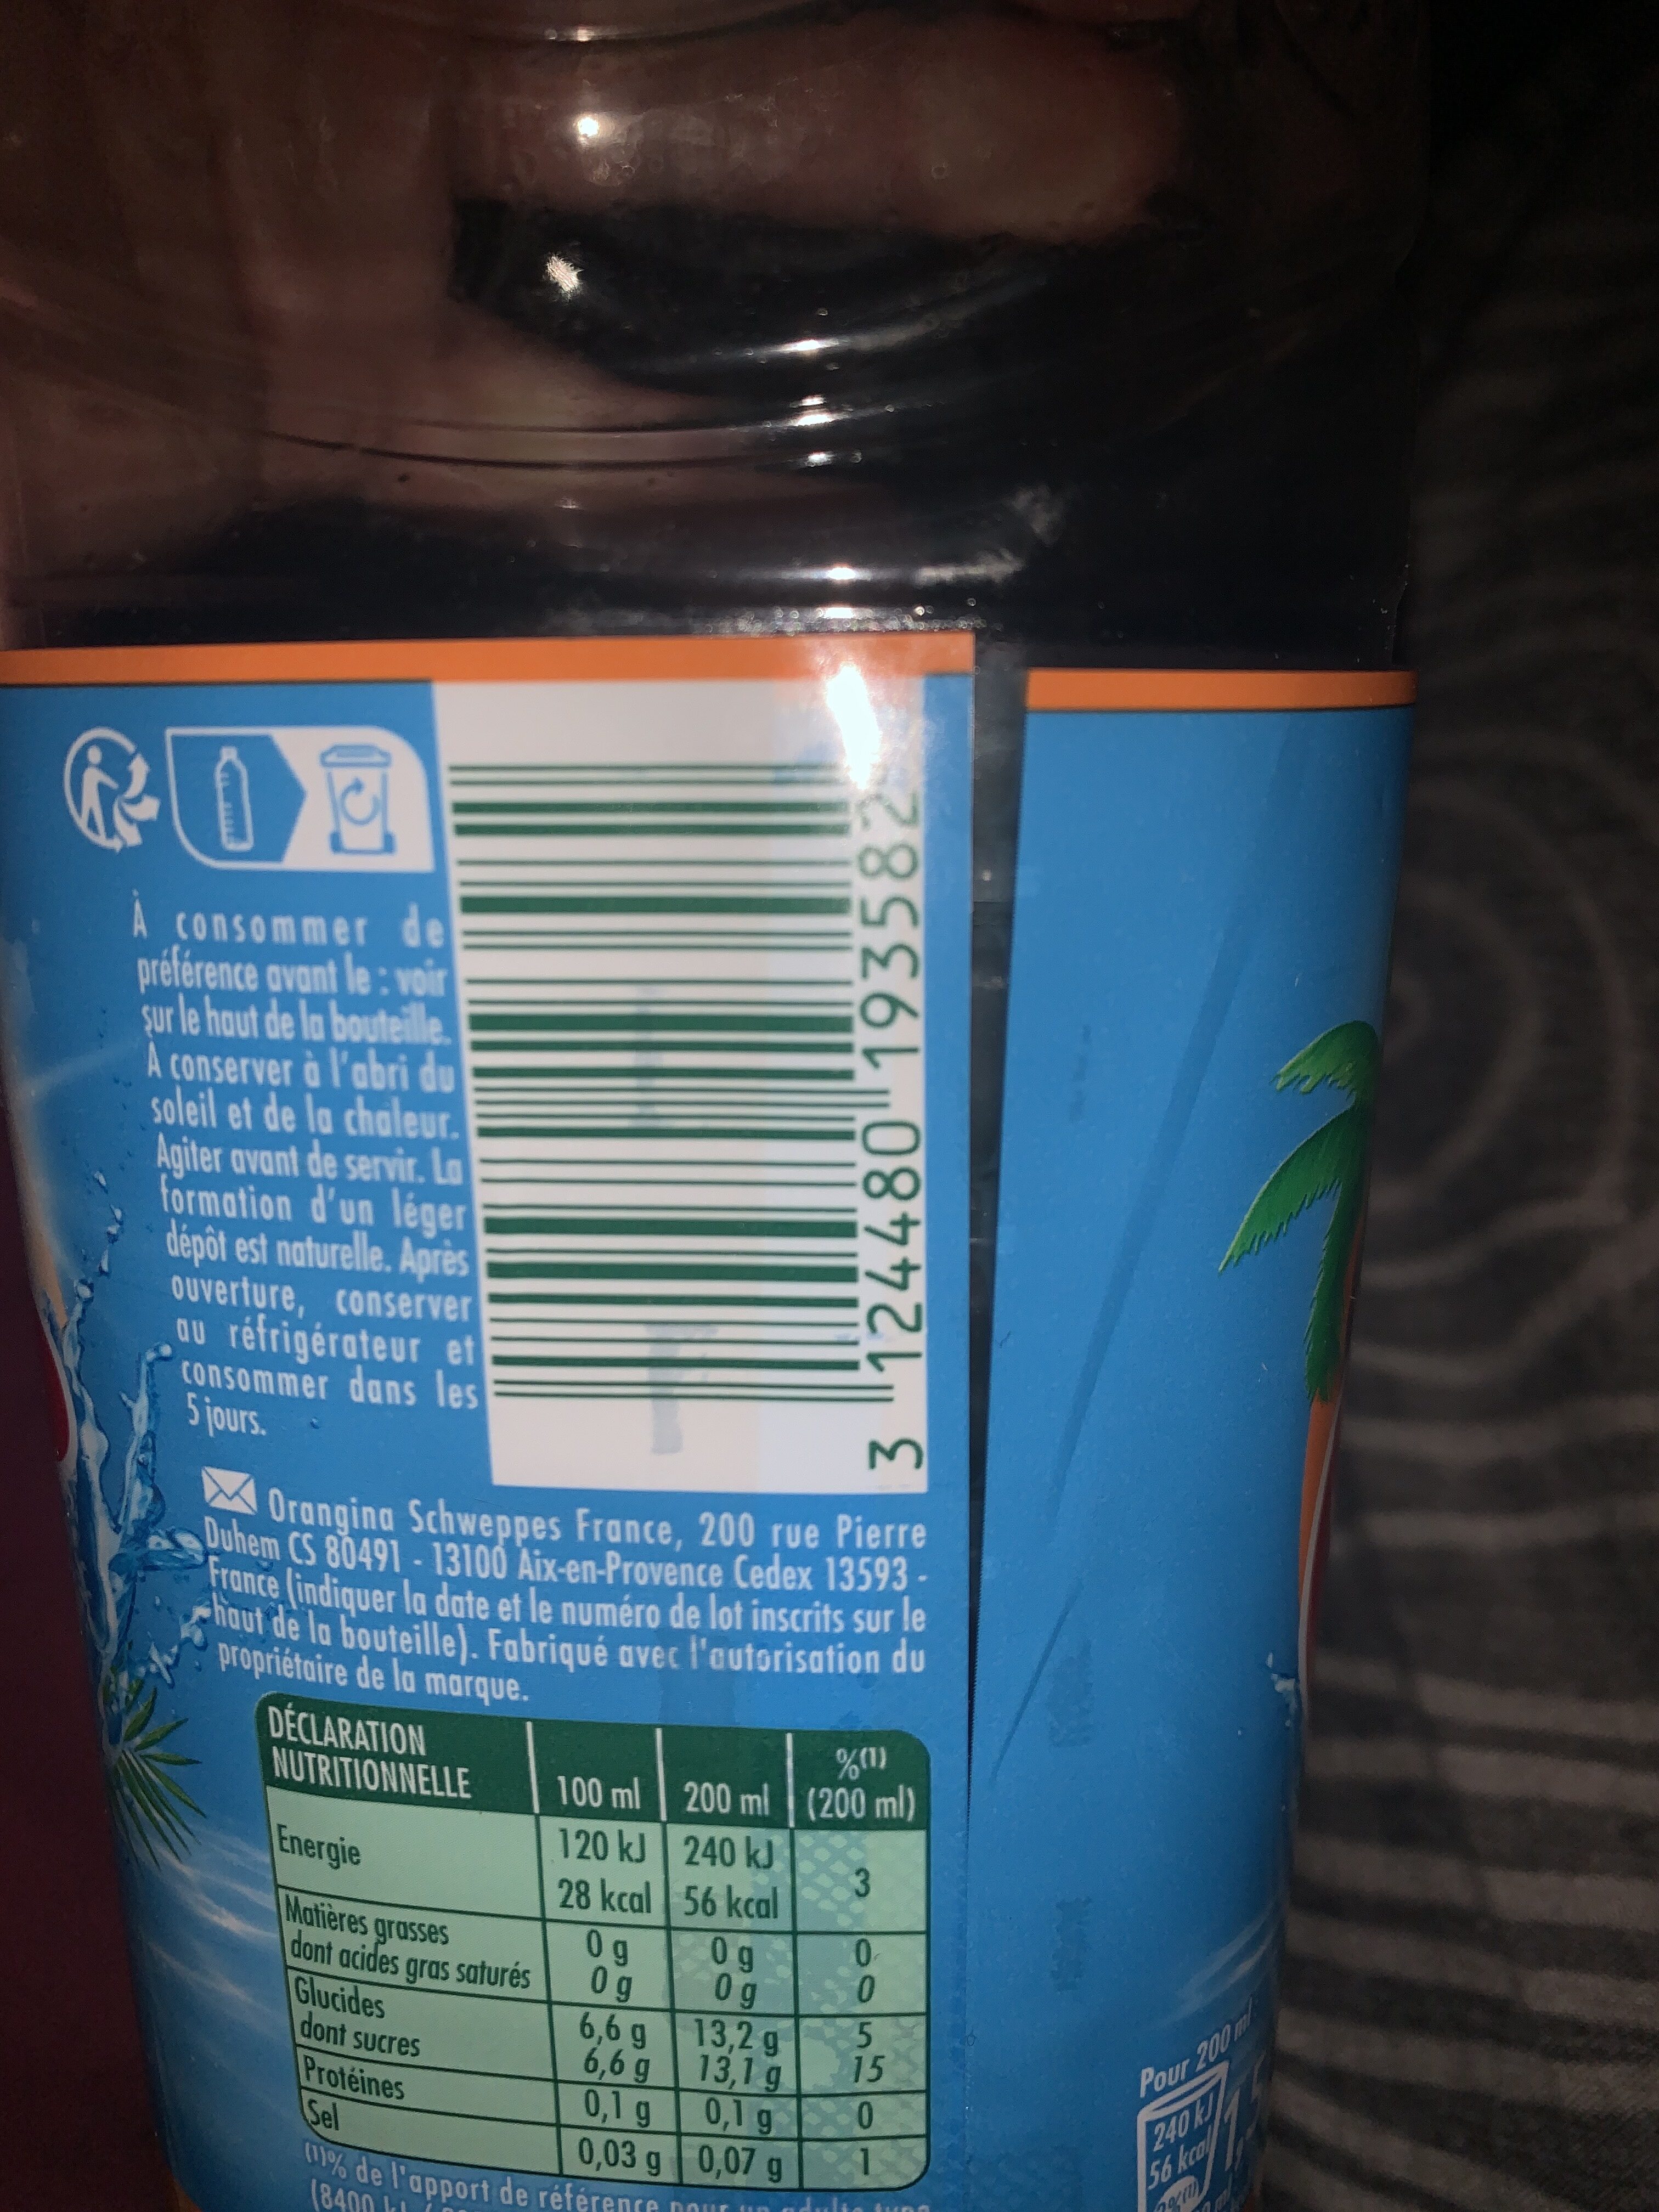 À consommer de
préférence avant le : voir
sur le haut de la bouteille.
À conserver à l'abri du
soleil et de la chaleur.
Agiter avant de servir. La
formation d'un léger
dépôt est naturelle. Après
ouverture, conserver
au réfrigérateur et
consommer dans les
5 jours.
3 124480 193582
Orangina Schweppes France, 200 rue Pierre
Duhem CS 80491 - 13100 Aix-en-Provence Cedex 13593 -
France (indiquer la date et le numéro de lot inscrits sur le
haut de la bouteille). Fabriqué avec l'autorisation du
propriétaire de la marque.
DÉCLARATION
NUTRITIONNELLE 100 ml 200 ml %(1) (200 ml)
Energie 120 kJ 240 kJ
28 kcal 56 kcal 3
Matières grasses 0 g 0 g 0
dont acides gras saturés 0 g 0 g 0
Glucides 6,6 g 13,2 g 5
dont sucres 6,6 g 13,1 g 15
Protéines 0,1 g 0,1 g 0
Sel 0,03 g 0,07 g 1
(1)% de l'apport de référence pour un adulte type
(8400
Pour 200 ml
240 kJ
56 kcal